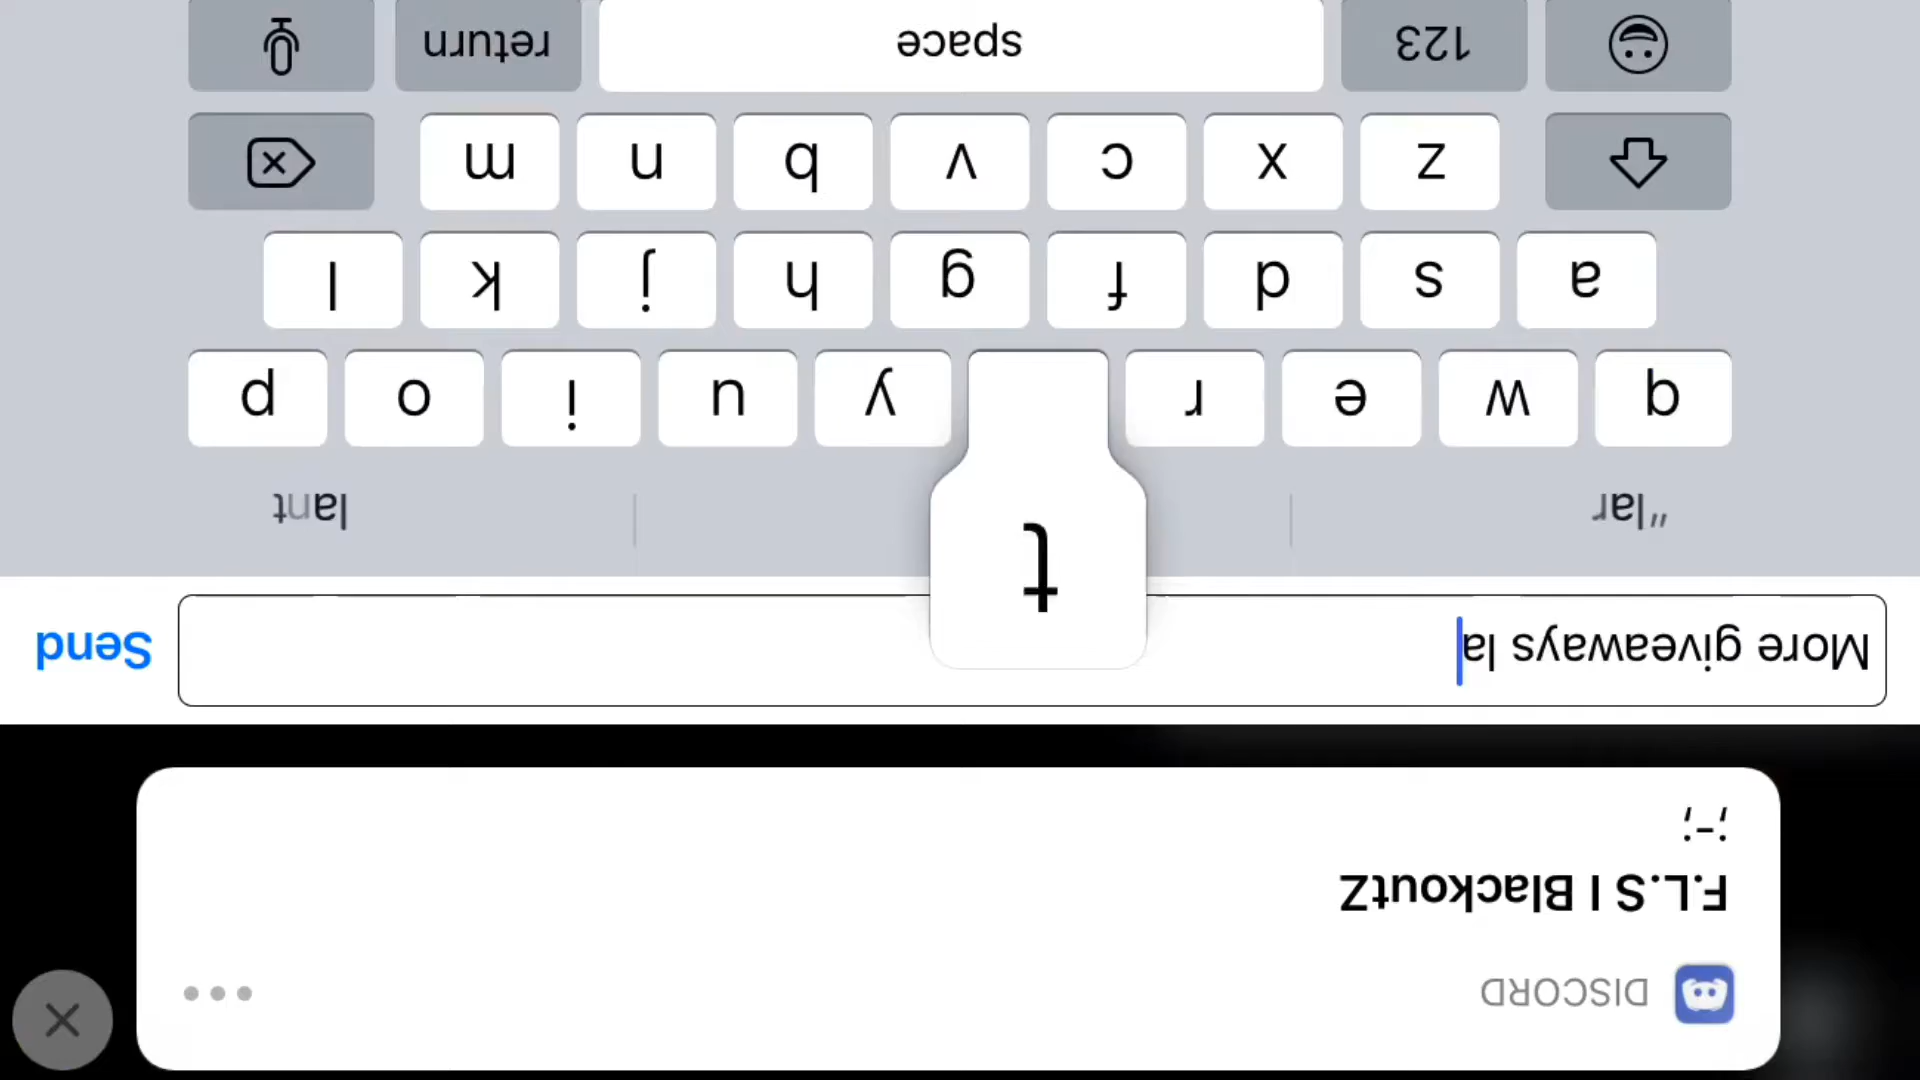 DISCORD
F.L.S I BlackoutZ
;-;
More giveaways la
Send
"lar
lant
q w e r t y u i o p
a s d f g h j k l
z x c v b n m
123 space return